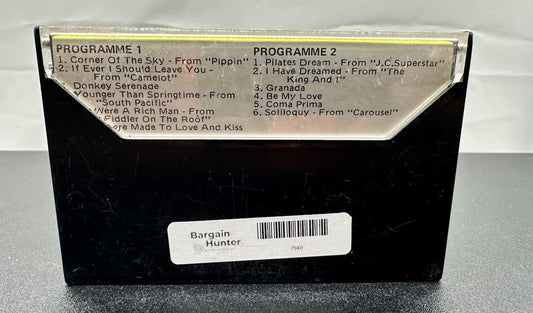 PROGRAMME 1
1. Corner Of The Sky - From "Pippin"
2. If Ever I Should Leave You -
From "Camelot"
Donkey Serenade
Younger Than Springtime - From
"South Pacific"
Were A Rich Man - From
Fiddler On The Roof"
ere Made To Love And Kiss
PROGRAMME 2
1. Pilates Dream - From "J.C.Superstar"
2. I Have Dreamed - From "The
King And I"
3. Granada
4. Be My Love
5. Coma Prima
6. Soliloquy - From "Carousel"
Bargain
Hunter
7940